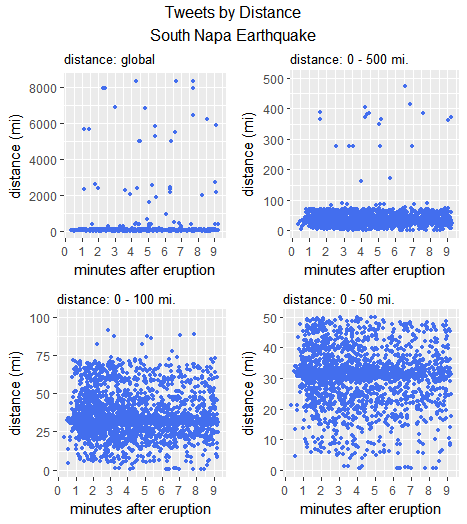 Tweets by Distance
South Napa Earthquake
distance: global
distance (mi)
8000
6000
4000
2000
0
0 1 2 3 4 5 6 7 8 9
minutes after eruption
distance: 0 - 500 mi.
distance (mi)
500
400
300
200
100
0
0 1 2 3 4 5 6 7 8 9
minutes after eruption
distance: 0 - 100 mi.
distance (mi)
100
75
50
25
0
0 1 2 3 4 5 6 7 8 9
minutes after eruption
distance: 0 - 50 mi.
distance (mi)
50
40
30
20
10
0
0 1 2 3 4 5 6 7 8 9
minutes after eruption